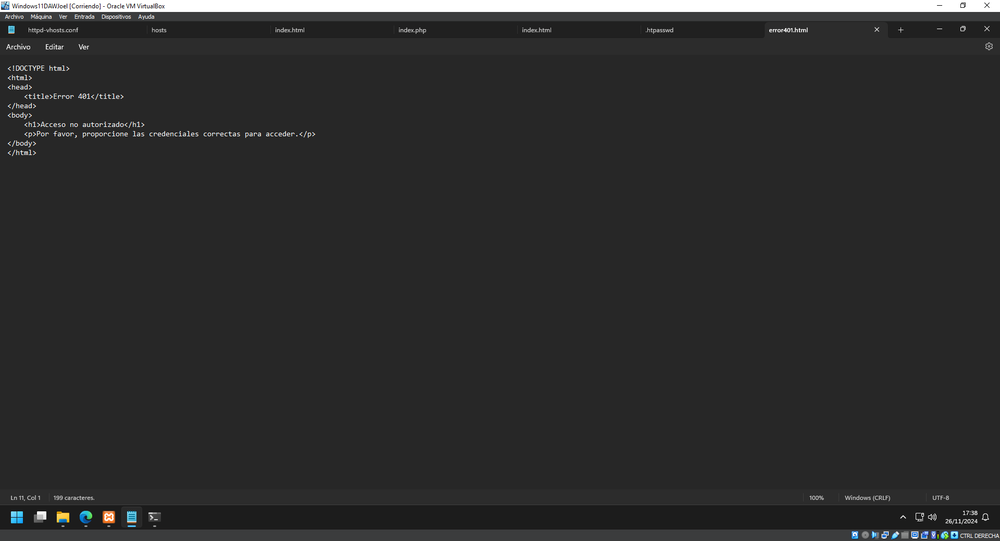 Windows11DAWJoel [Corriendo] - Oracle VM VirtualBox
Archivo Máquina Ver Entrada Dispositivos Ayuda
httpd-vhosts.conf hosts index.html index.php index.html .htpasswd error401.html
Archivo Editar Ver
<!DOCTYPE html>
<html>
<head>
    <title>Error 401</title>
</head>
<body>
    <h1>Acceso no autorizado</h1>
    <p>Por favor, proporcione las credenciales correctas para acceder.</p>
</body>
</html>
Ln 11, Col 1 199 caracteres. 100% Windows (CRLF) UTF-8
17:38
26/11/2024
CTRL DERECHA